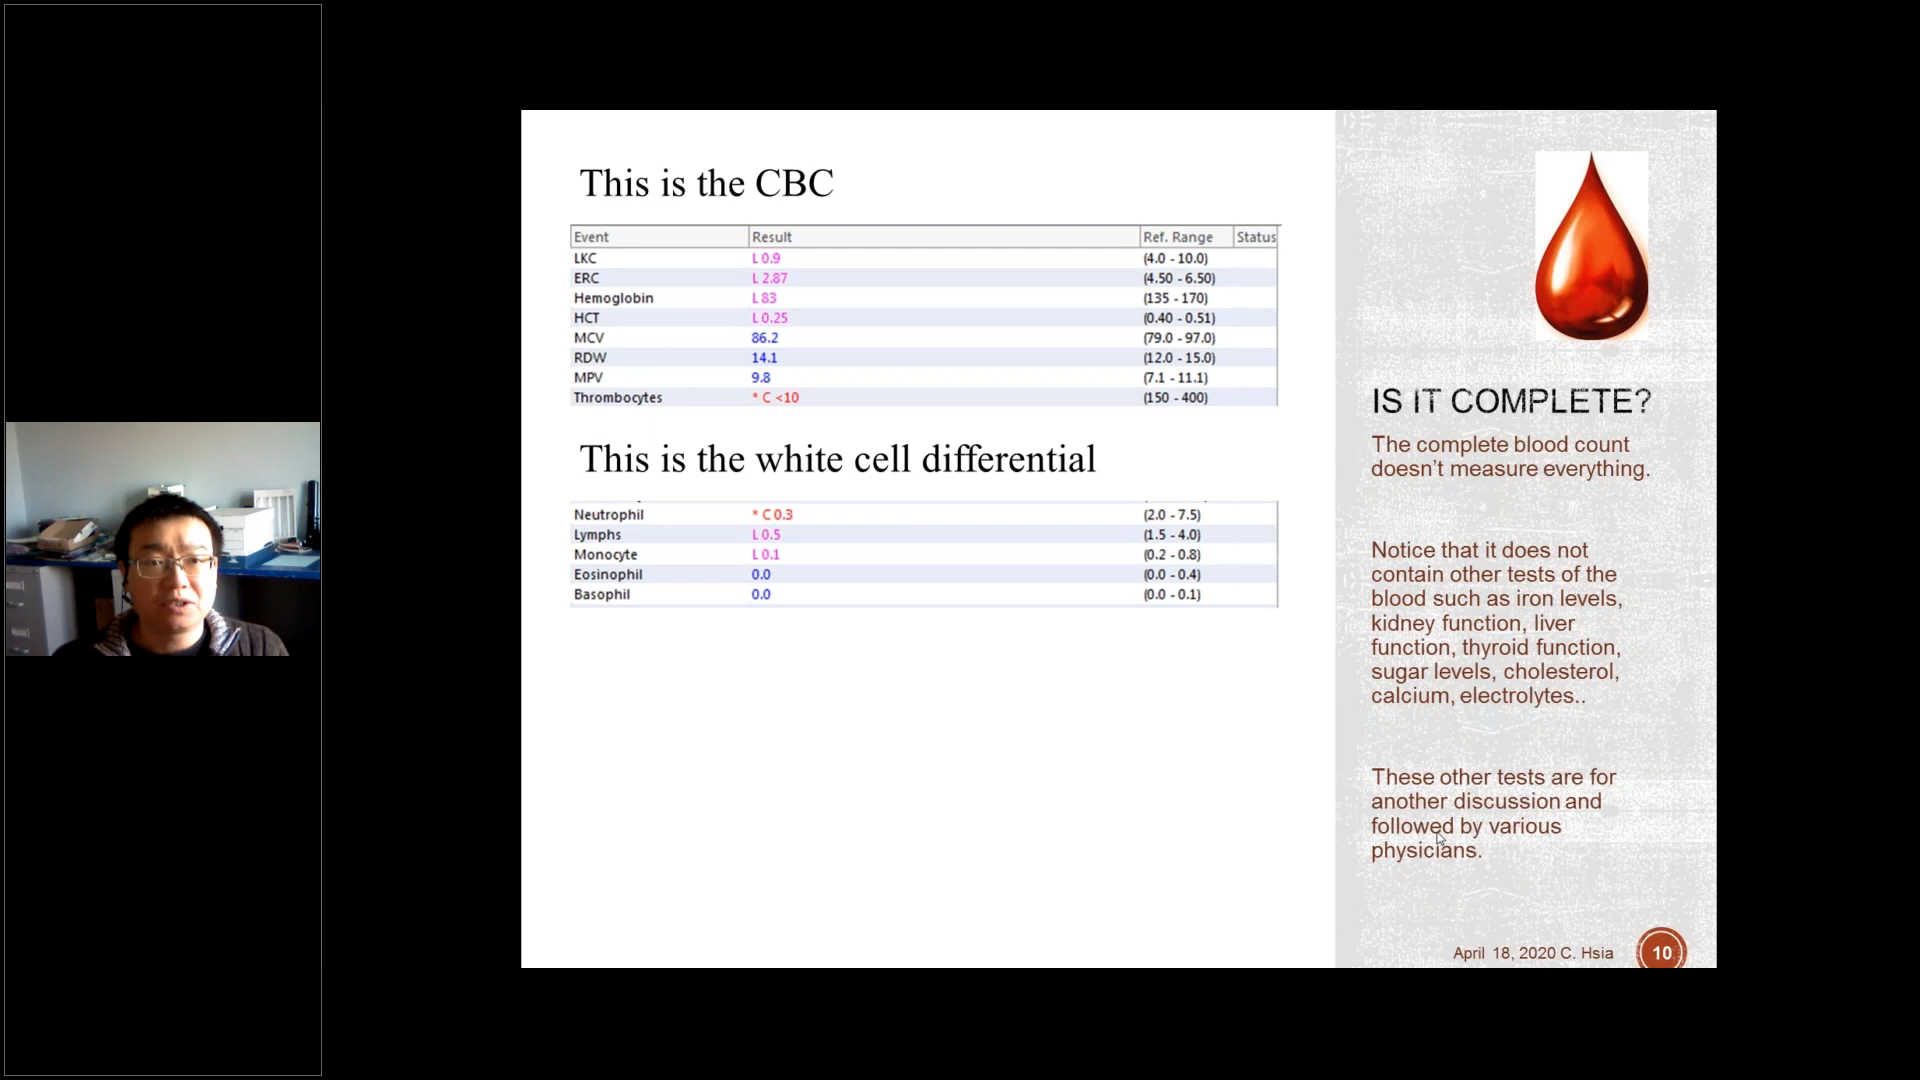 This is the CBC
Event Result Ref. Range Status
LKC L 0.9 (4.0 - 10.0)
ERC L 2.87 (4.50 - 6.50)
Hemoglobin L 83 (135 - 170)
HCT L 0.25 (0.40 - 0.51)
MCV 86.2 (79.0 - 97.0)
RDW 14.1 (12.0 - 15.0)
MPV 9.8 (7.1 - 11.1)
Thrombocytes * C <10 (150 - 400)
This is the white cell differential
Neutrophil * C 0.3 (2.0 - 7.5)
Lymphs L 0.5 (1.5 - 4.0)
Monocyte L 0.1 (0.2 - 0.8)
Eosinophil 0.0 (0.0 - 0.4)
Basophil 0.0 (0.0 - 0.1)
IS IT COMPLETE?
The complete blood count
doesn't measure everything.
Notice that it does not
contain other tests of the
blood such as iron levels,
kidney function, liver
function, thyroid function,
sugar levels, cholesterol,
calcium, electrolytes..
These other tests are for
another discussion and
followed by various
physicians.
April 18, 2020 C. Hsia
10